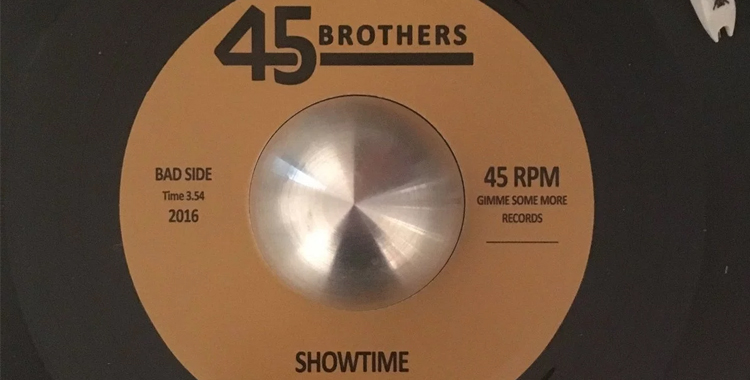 45 BROTHERS
BAD SIDE
Time 3.54
2016
45 RPM
GIMME SOME MORE
RECORDS
SHOWTIME